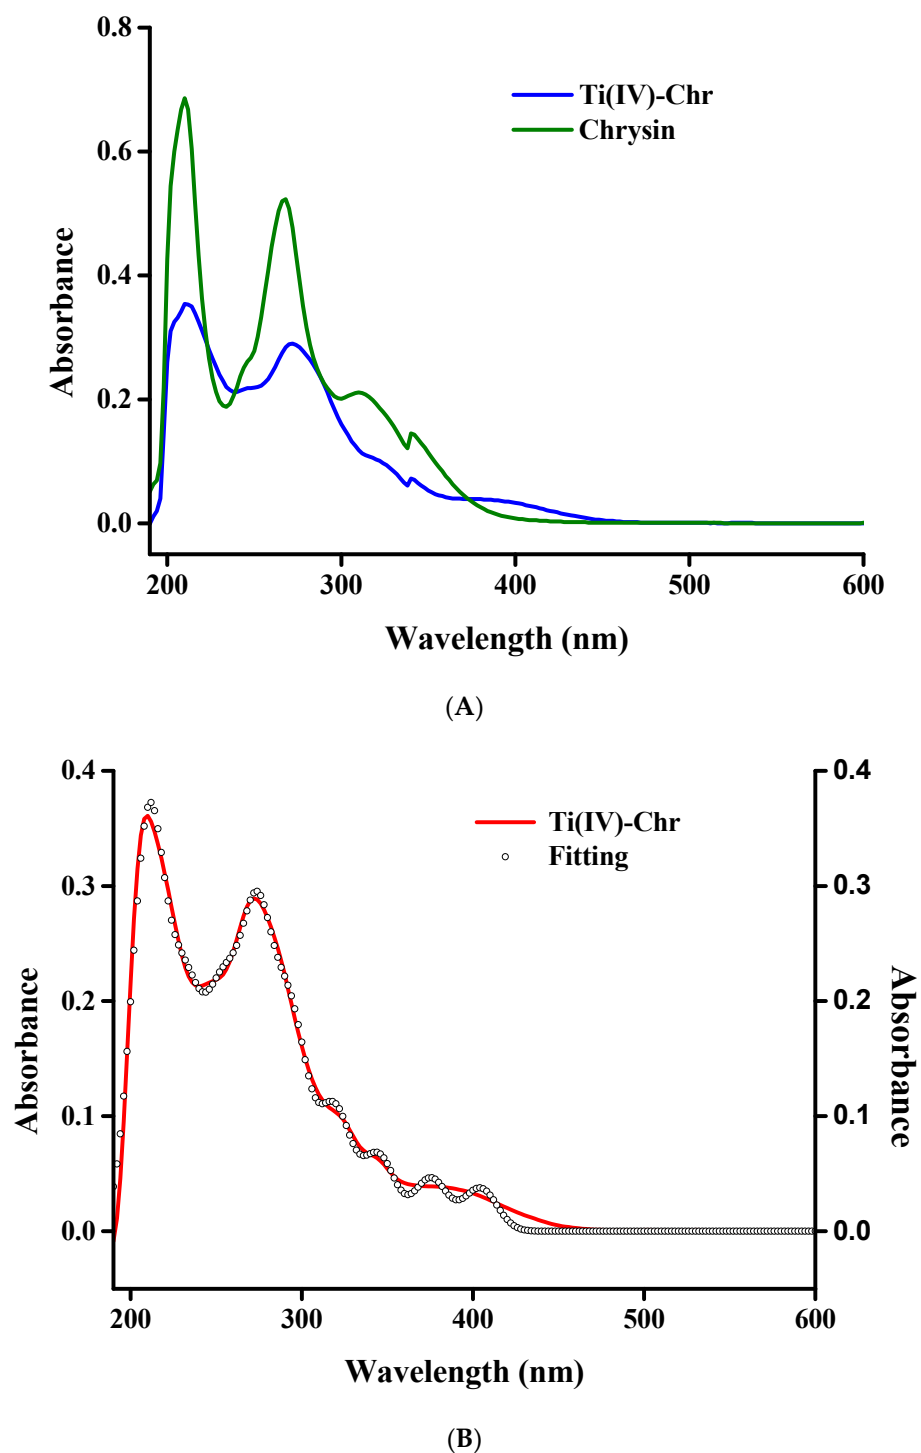 0.8
Ti(IV)-Chr
Chrysin
0.6
0.4
0.2
0.0
Absorbance
200 300 400 500 600
Wavelength (nm)
(A)
0.4 0.4
Ti(IV)-Chr
Fitting
0.3 0.3
0.2 0.2
0.1 0.1
0.0 0.0
Absorbance
Absorbance
200 300 400 500 600
Wavelength (nm)
(B)